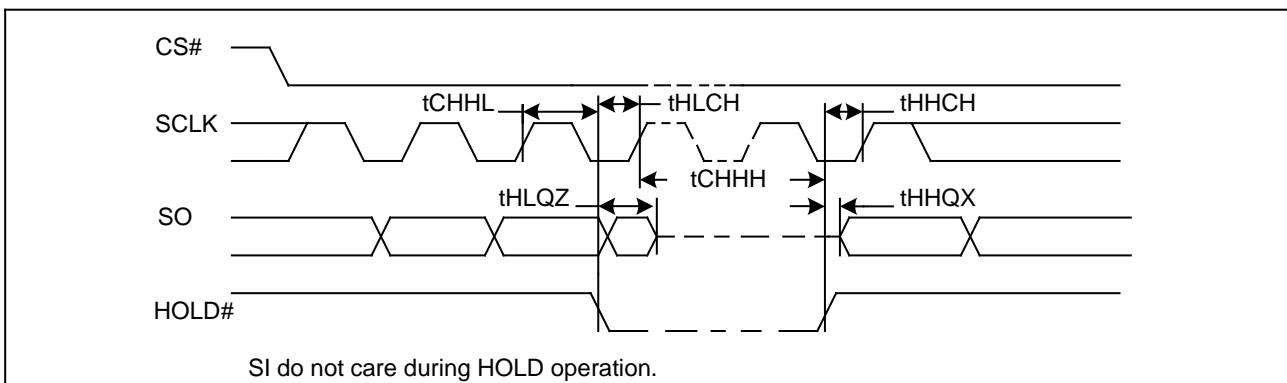 CS#
tCHHL tHLCH tHHCH
SCLK
tCHHH
tHLQZ tHHQX
SO
HOLD#
SI do not care during HOLD operation.